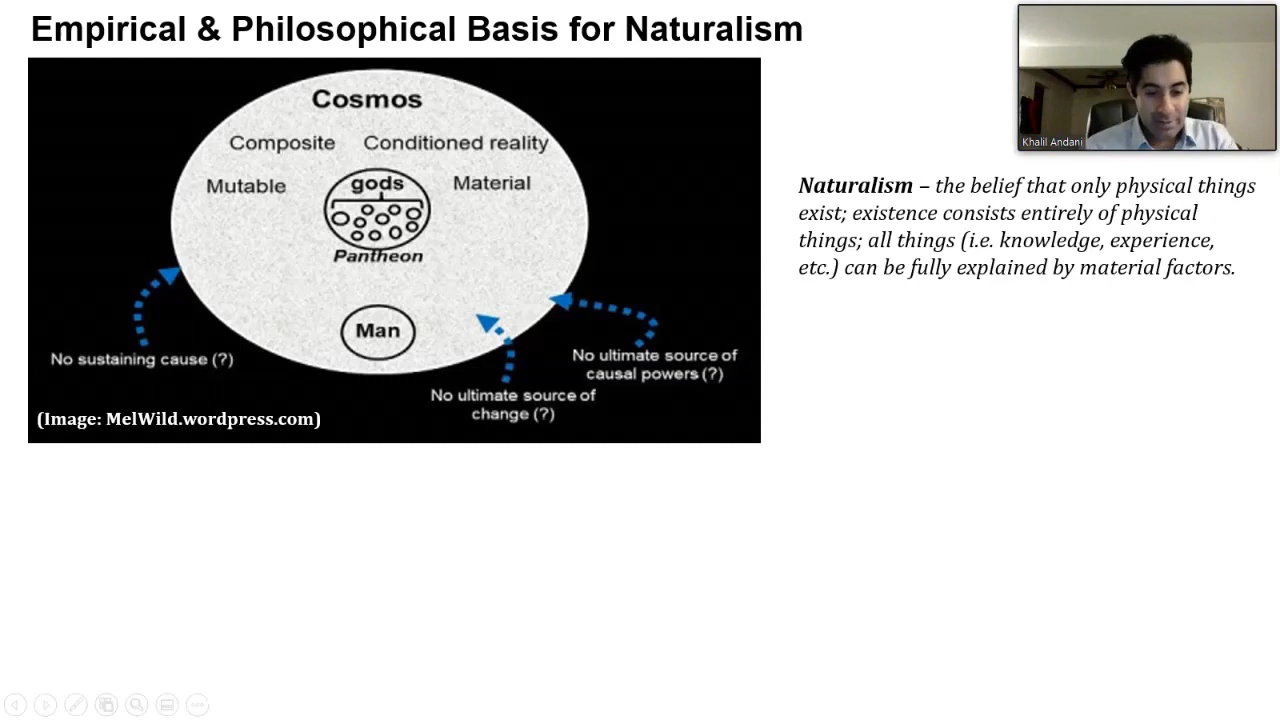 Empirical & Philosophical Basis for Naturalism
Khalil Andani
Cosmos
Composite Conditioned reality
Mutable gods Material
Pantheon
Man
No sustaining cause (?)
No ultimate source of
change (?)
No ultimate source of
causal powers (?)
(Image: MelWild.wordpress.com)
Naturalism – the belief that only physical things
exist; existence consists entirely of physical
things; all things (i.e. knowledge, experience,
etc.) can be fully explained by material factors.